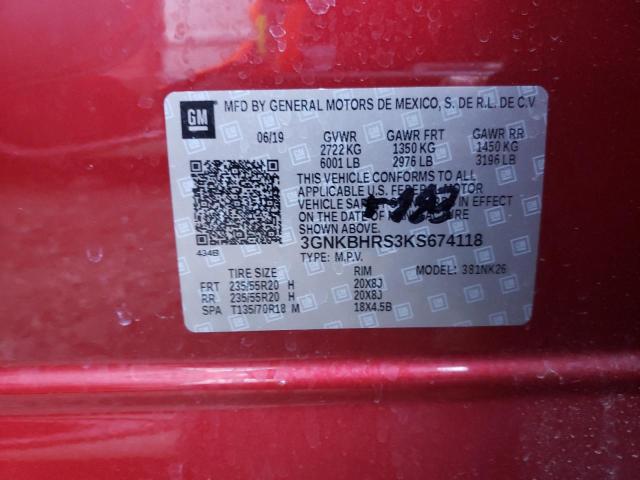 GM
MFD BY GENERAL MOTORS DE MEXICO, S. DE R.L. DE C.V
06/19 GVWR GAWR FRT GAWR RR
2722 KG 1350 KG 1450 KG
6001 LB 2976 LB 3196 LB
THIS VEHICLE CONFORMS TO ALL
APPLICABLE U.S. FEDERAL MOTOR
VEHICLE SAFETY STANDARDS IN EFFECT
ON THE DATE OF MANUFACTURE
SHOWN ABOVE.
434B
3GNKBHRS3KS674118
TYPE: M.P.V.
TIRE SIZE RIM MODEL: 381NK26
FRT 235/55R20 H 20X8J
RR 235/55R20 H 20X8J
SPA T135/70R18 M 18X4.5B